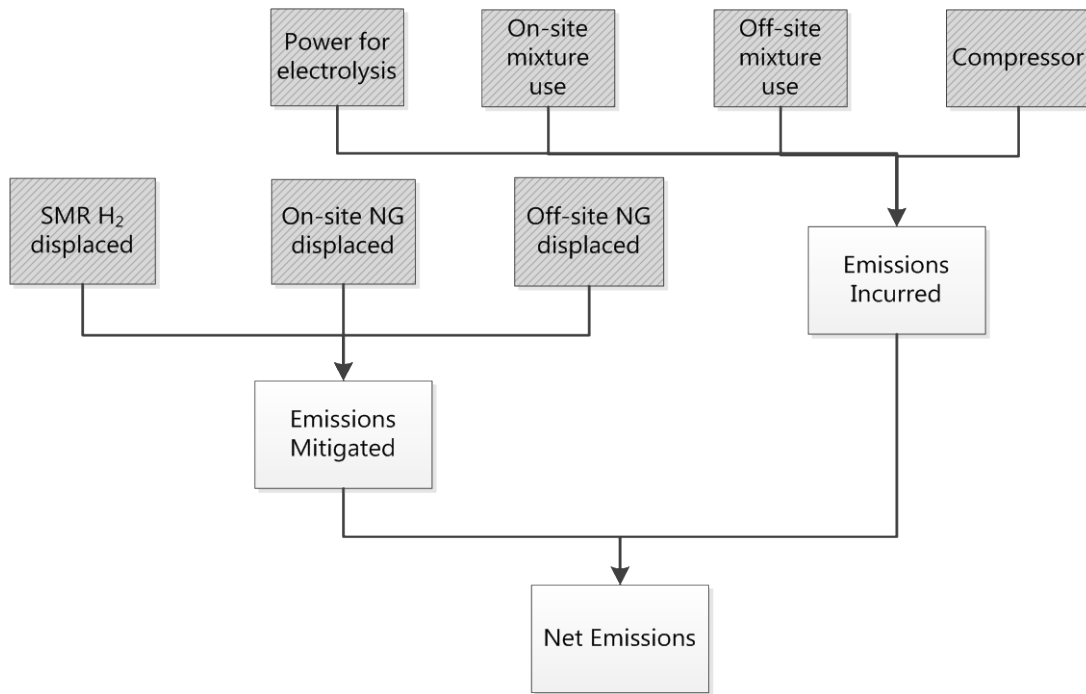 Power for
electrolysis
On-site
mixture
use
Off-site
mixture
use
Compressor
SMR H₂
displaced
On-site NG
displaced
Off-site NG
displaced
Emissions
Incurred
Emissions
Mitigated
Net Emissions